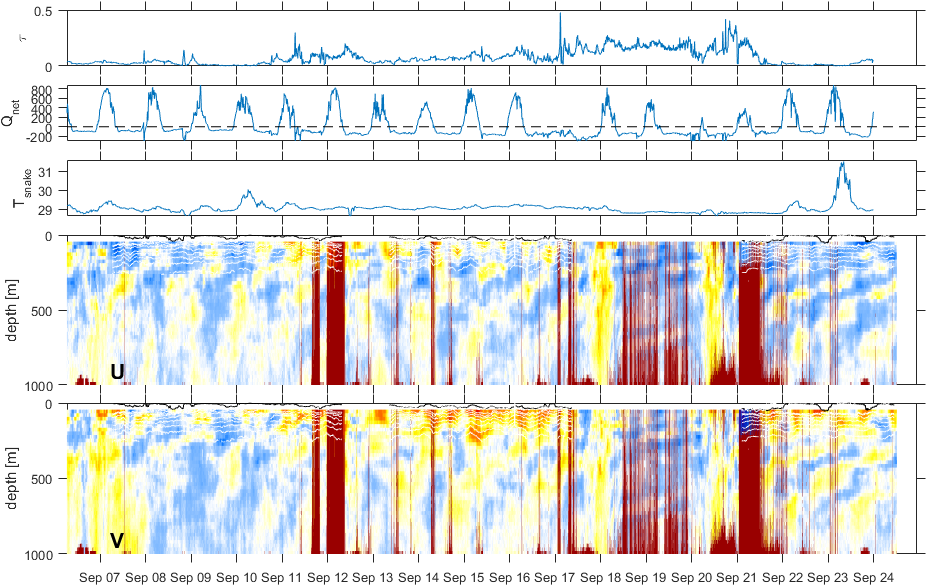 0.5
τ
0
800
600
400
200
0
-200
Q net
31
30
29
T snake
0
500
1000
depth [m]
U
0
500
1000
depth [m]
V
Sep 07 Sep 08 Sep 09 Sep 10 Sep 11 Sep 12 Sep 13 Sep 14 Sep 15 Sep 16 Sep 17 Sep 18 Sep 19 Sep 20 Sep 21 Sep 22 Sep 23 Sep 24